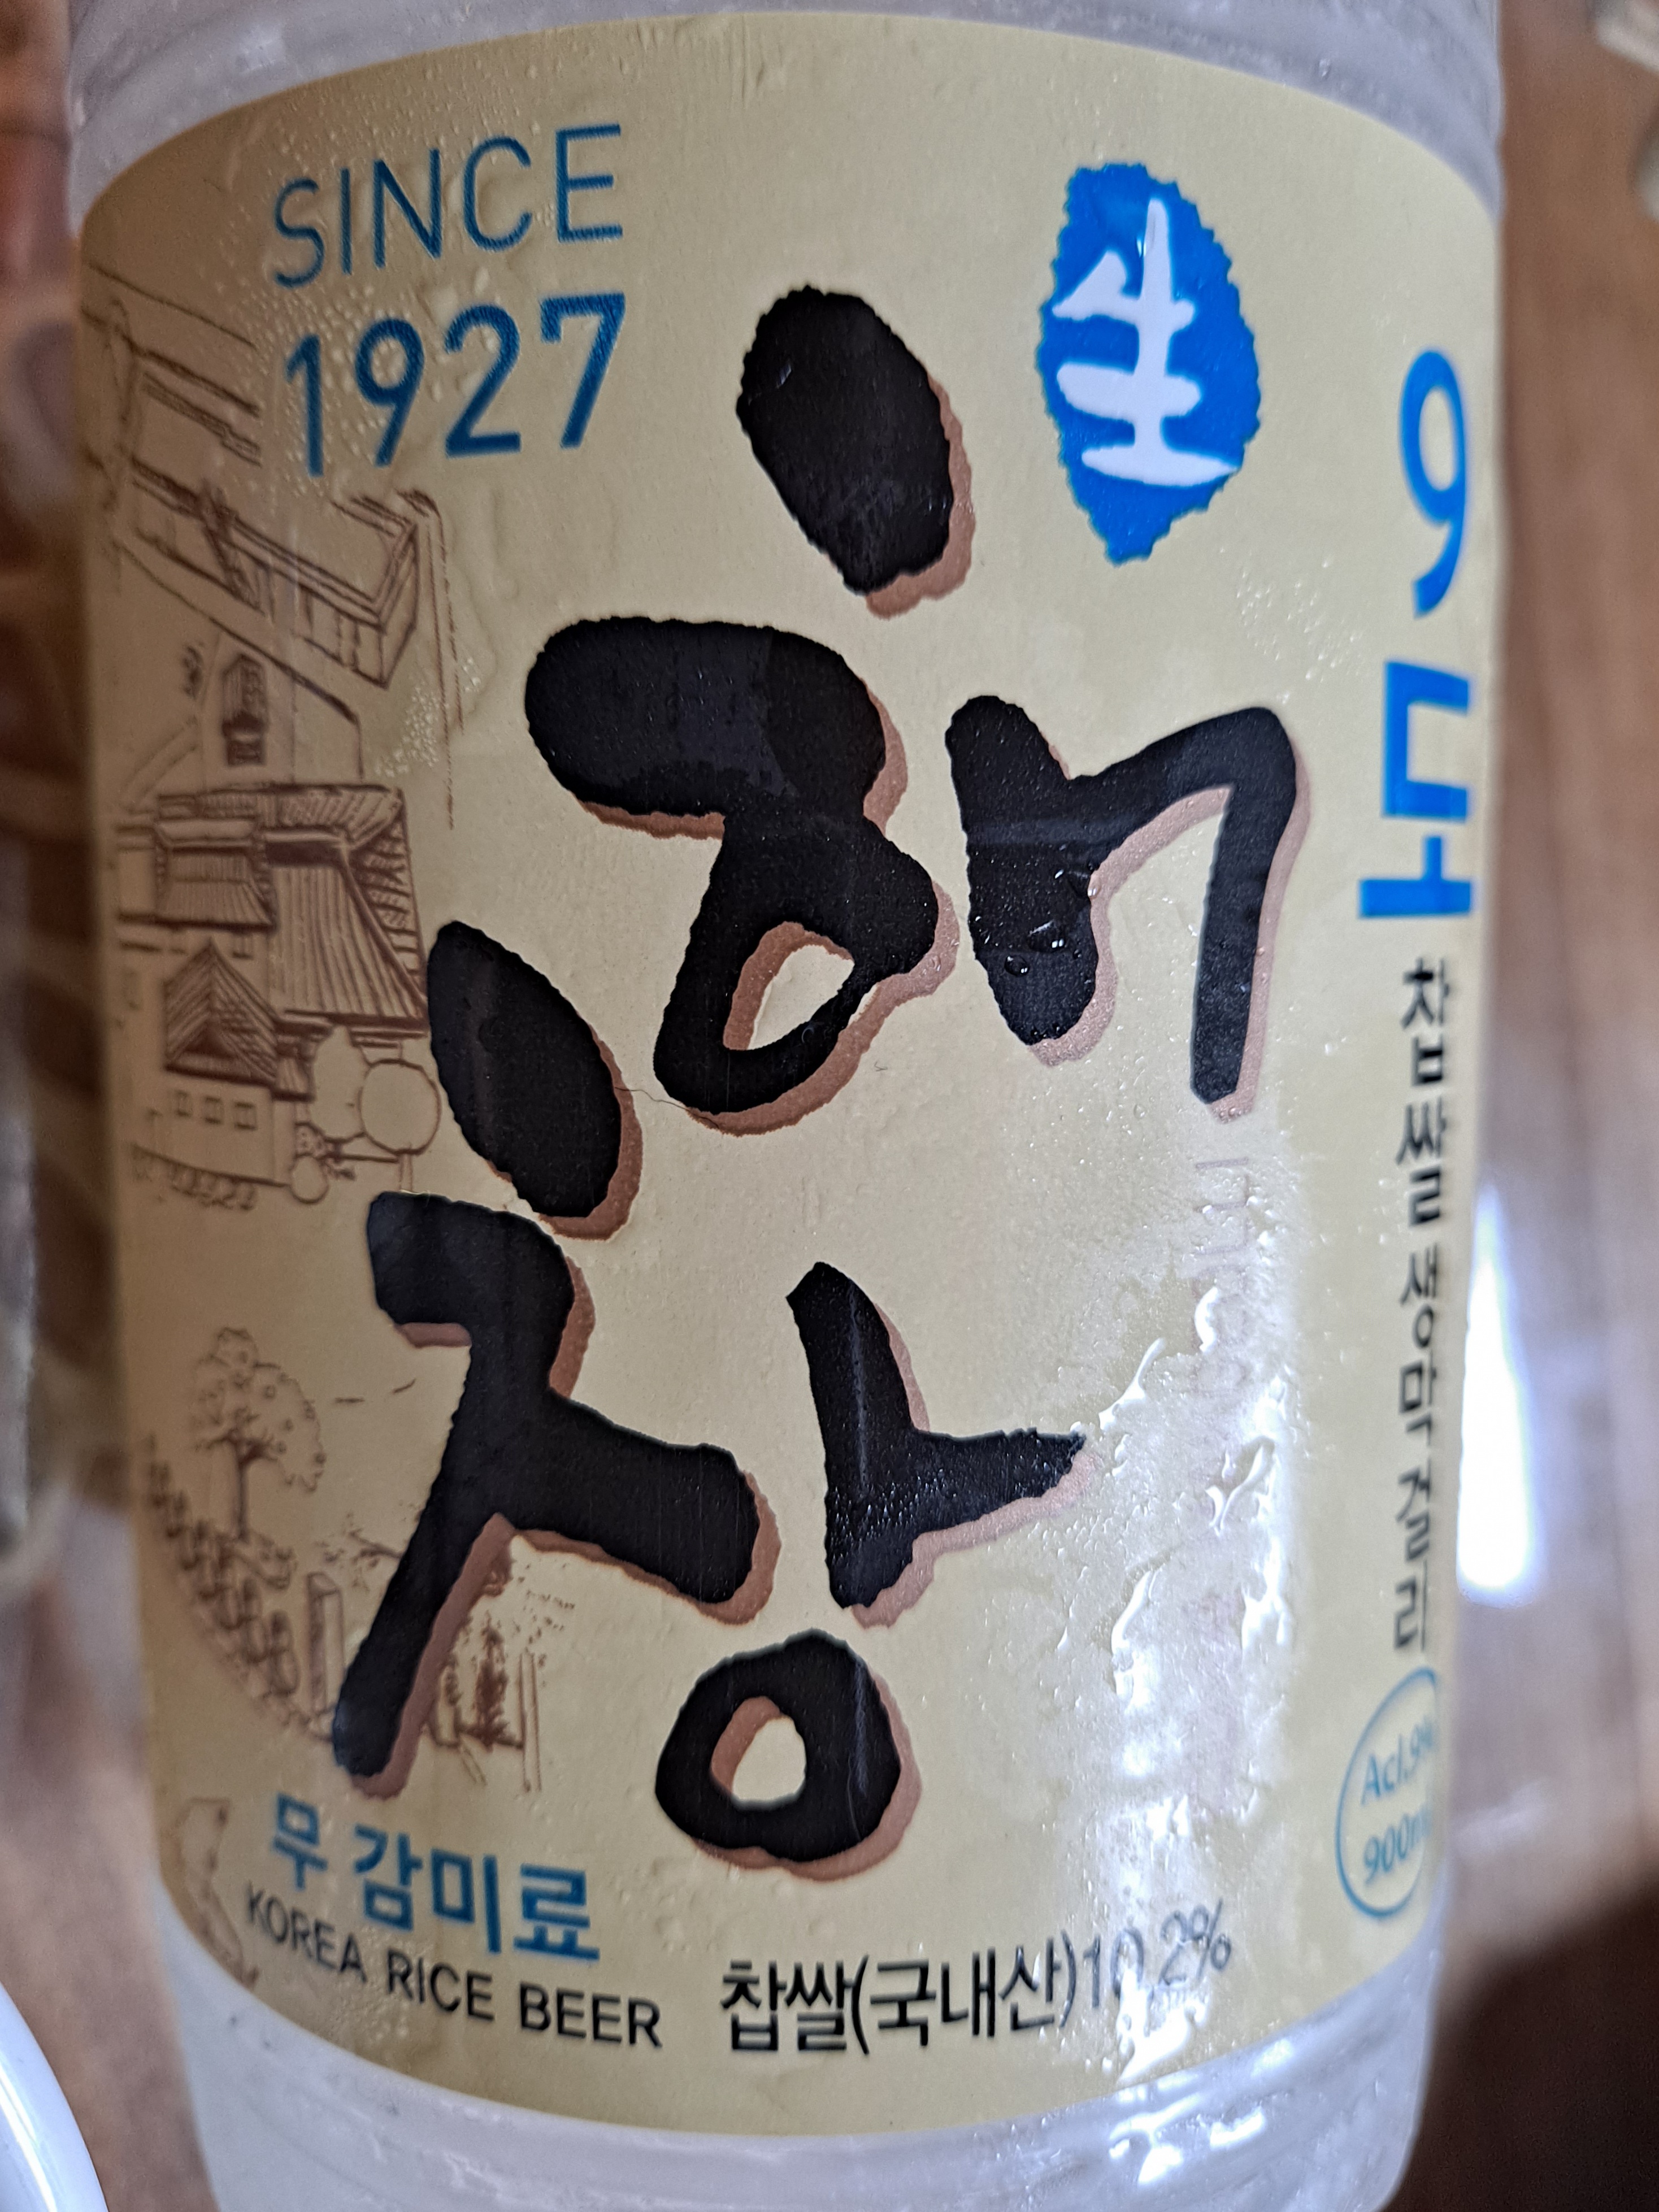 SINCE
1927
生
해창
9도
찹쌀 생막걸리
무 감미료
KOREA RICE BEER
찹쌀(국내산)10.2%